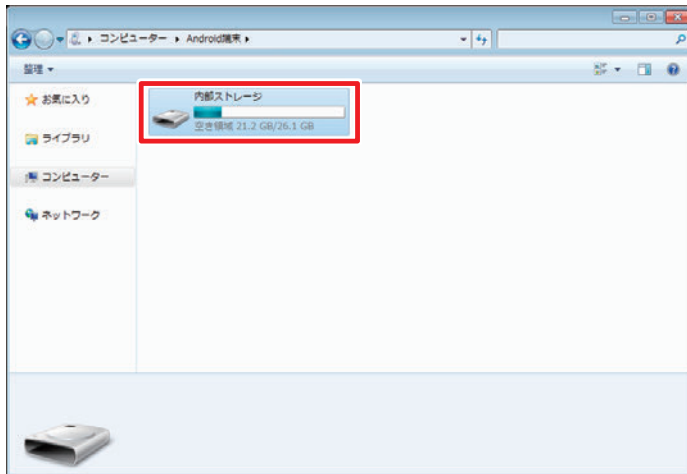 コンピューター ▸ Android端末 ▸
整理 ▾
お気に入り
ライブラリ
コンピューター
ネットワーク
内部ストレージ
空き領域 21.2 GB/26.1 GB